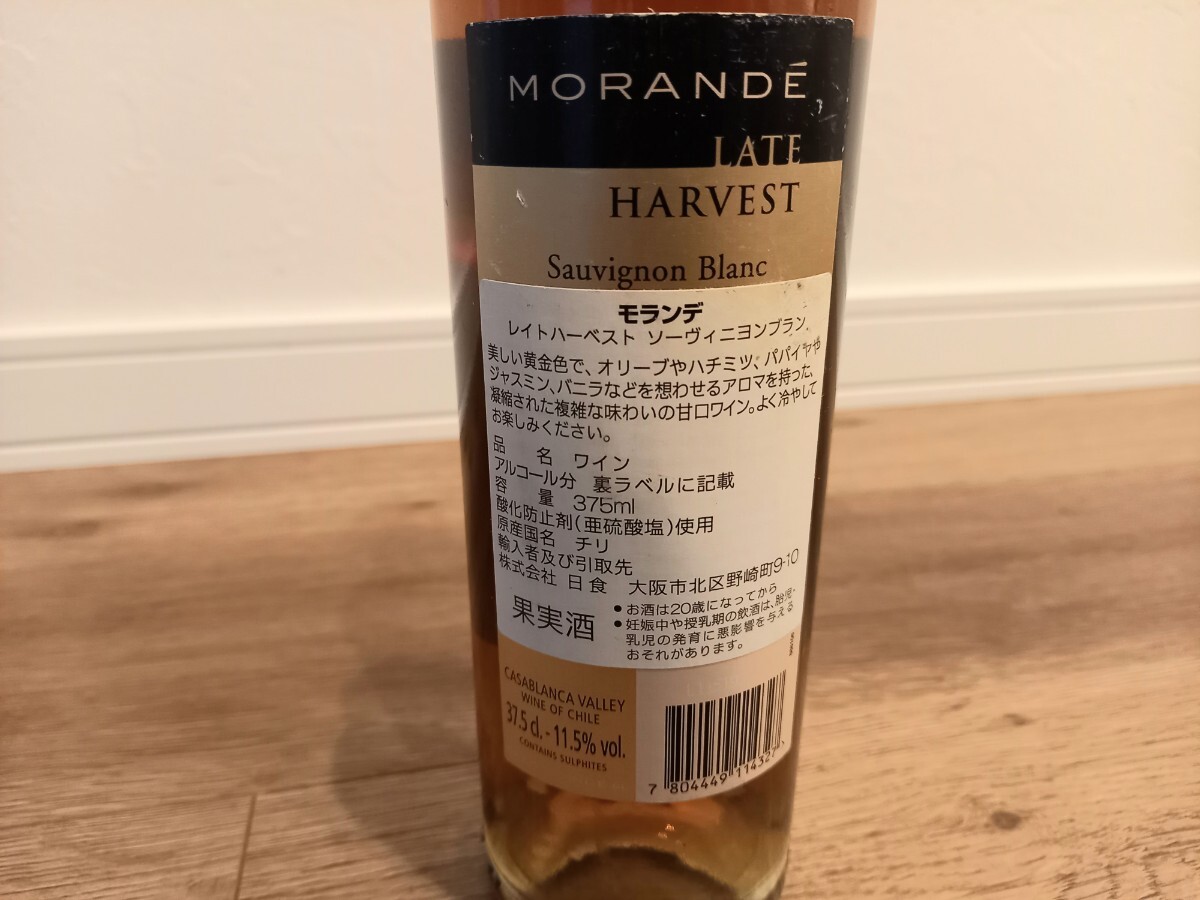 MORANDÉ
LATE
HARVEST
Sauvignon Blanc
モランデ
レイトハーベスト ソーヴィニヨンブラン
美しい黄金色で、オリーブやハチミツ、パパイヤや
ジャスミン、バニラなどを想わせるアロマを持った、
凝縮された複雑な味わいの甘口ワイン。よく冷やして
お楽しみください。
品 名 ワイン
アルコール分 裏ラベルに記載
容 量 375ml
酸化防止剤(亜硫酸塩)使用
原産国名 チリ
輸入者及び引取先
株式会社 日食 大阪市北区野崎町9-10
果実酒
●お酒は20歳になってから
●妊娠中や授乳期の飲酒は、胎児・
乳児の発育に悪影響を与える
おそれがあります。
CASABLANCA VALLEY
WINE OF CHILE
37.5 cl. - 11.5% vol.
CONTAINS SULPHITES
7 804449 114327